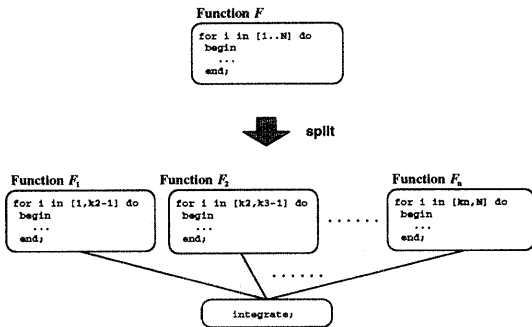 Function F
for i in [1..N] do
begin
...
end;
split
Function F1
for i in [1,k2-1] do
begin
...
end;
Function F2
for i in [k2,k3-1] do
begin
...
end;
......
Function Fn
for i in [kn,N] do
begin
...
end;
......
integrate;